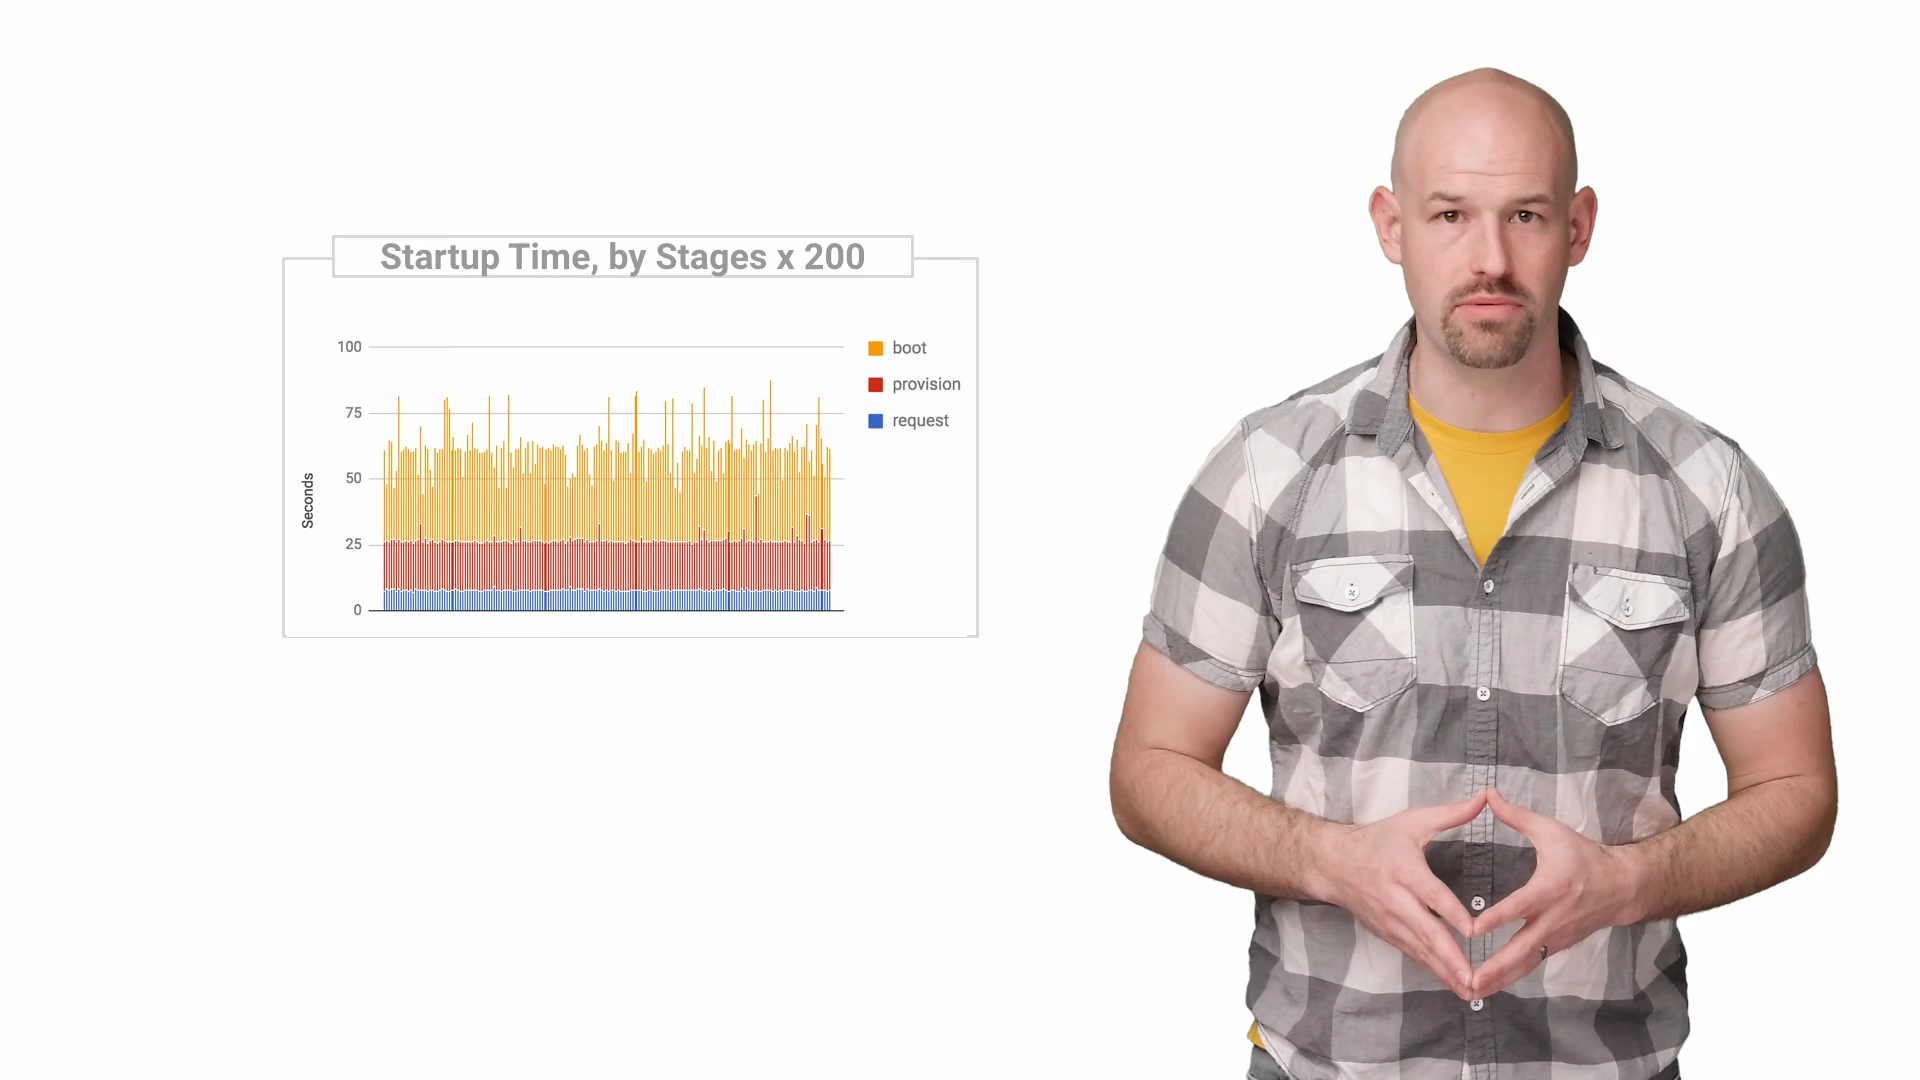 Startup Time, by Stages x 200
100
75
50
25
0
Seconds
boot
provision
request